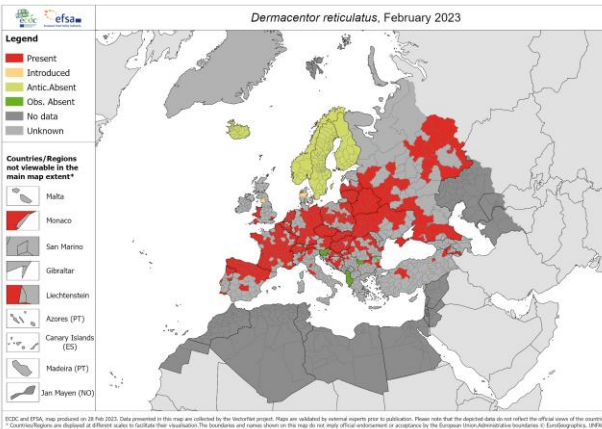 ecdc
efsa
Dermacentor reticulatus, February 2023
Legend
Present
Introduced
Antic.Absent
Obs. Absent
No data
Unknown
Countries/Regions
not viewable in the
main map extent*
Malta
Monaco
San Marino
Gibraltar
Liechtenstein
Azores (PT)
Canary Islands
(ES)
Madeira (PT)
Jan Mayen (NO)
ECDC and EFSA, map produced on 28 Feb 2023. Data presented in this map are collected by the VectorNet project. Maps are validated by external experts prior to publication. Please note that the depicted data do not reflect the official views of the countries
* Countries/Regions are displayed at different scales to facilitate their visualisation. The boundaries and names shown on this map do not imply official endorsement or acceptance by the European Union. Administrative boundaries © EuroGeographics, UNFAO